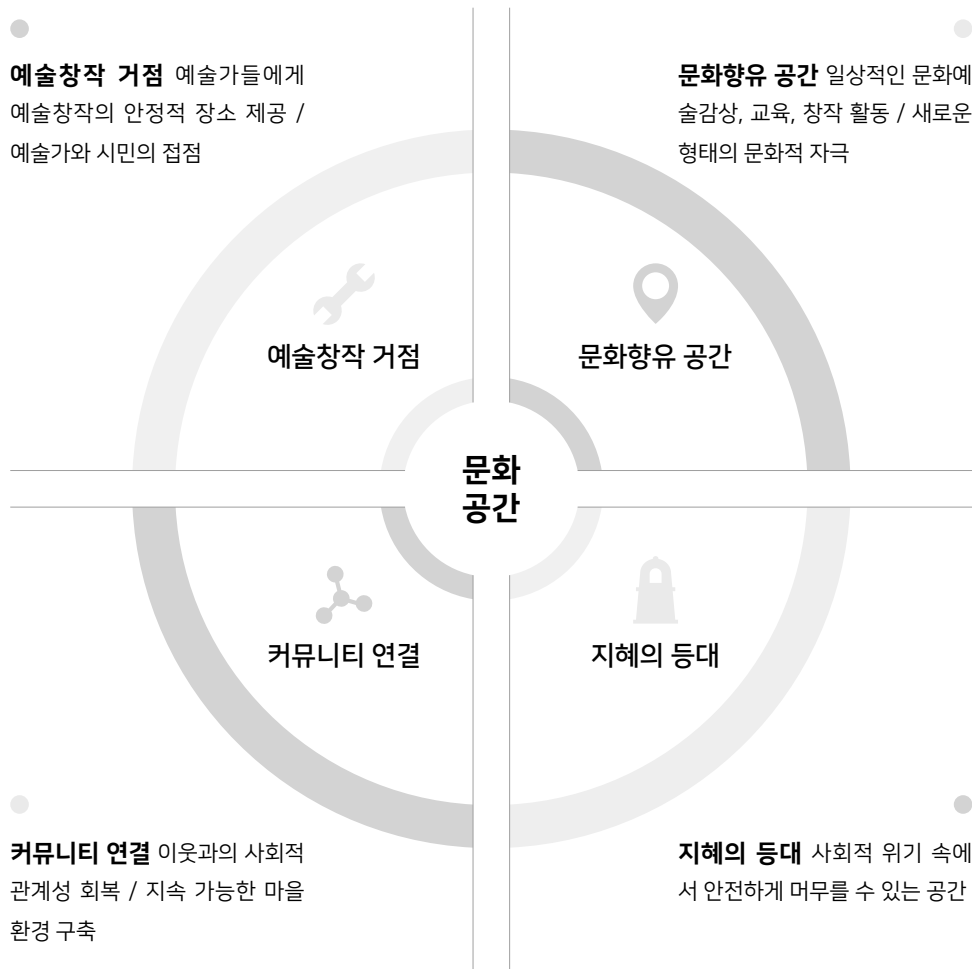 예술창작 거점 예술가들에게
예술창작의 안정적 장소 제공 /
예술가와 시민의 접점
문화향유 공간 일상적인 문화예
술감상, 교육, 창작 활동 / 새로운
형태의 문화적 자극
예술창작 거점
문화향유 공간
문화
공간
커뮤니티 연결
지혜의 등대
커뮤니티 연결 이웃과의 사회적
관계성 회복 / 지속 가능한 마을
환경 구축
지혜의 등대 사회적 위기 속에
서 안전하게 머무를 수 있는 공간